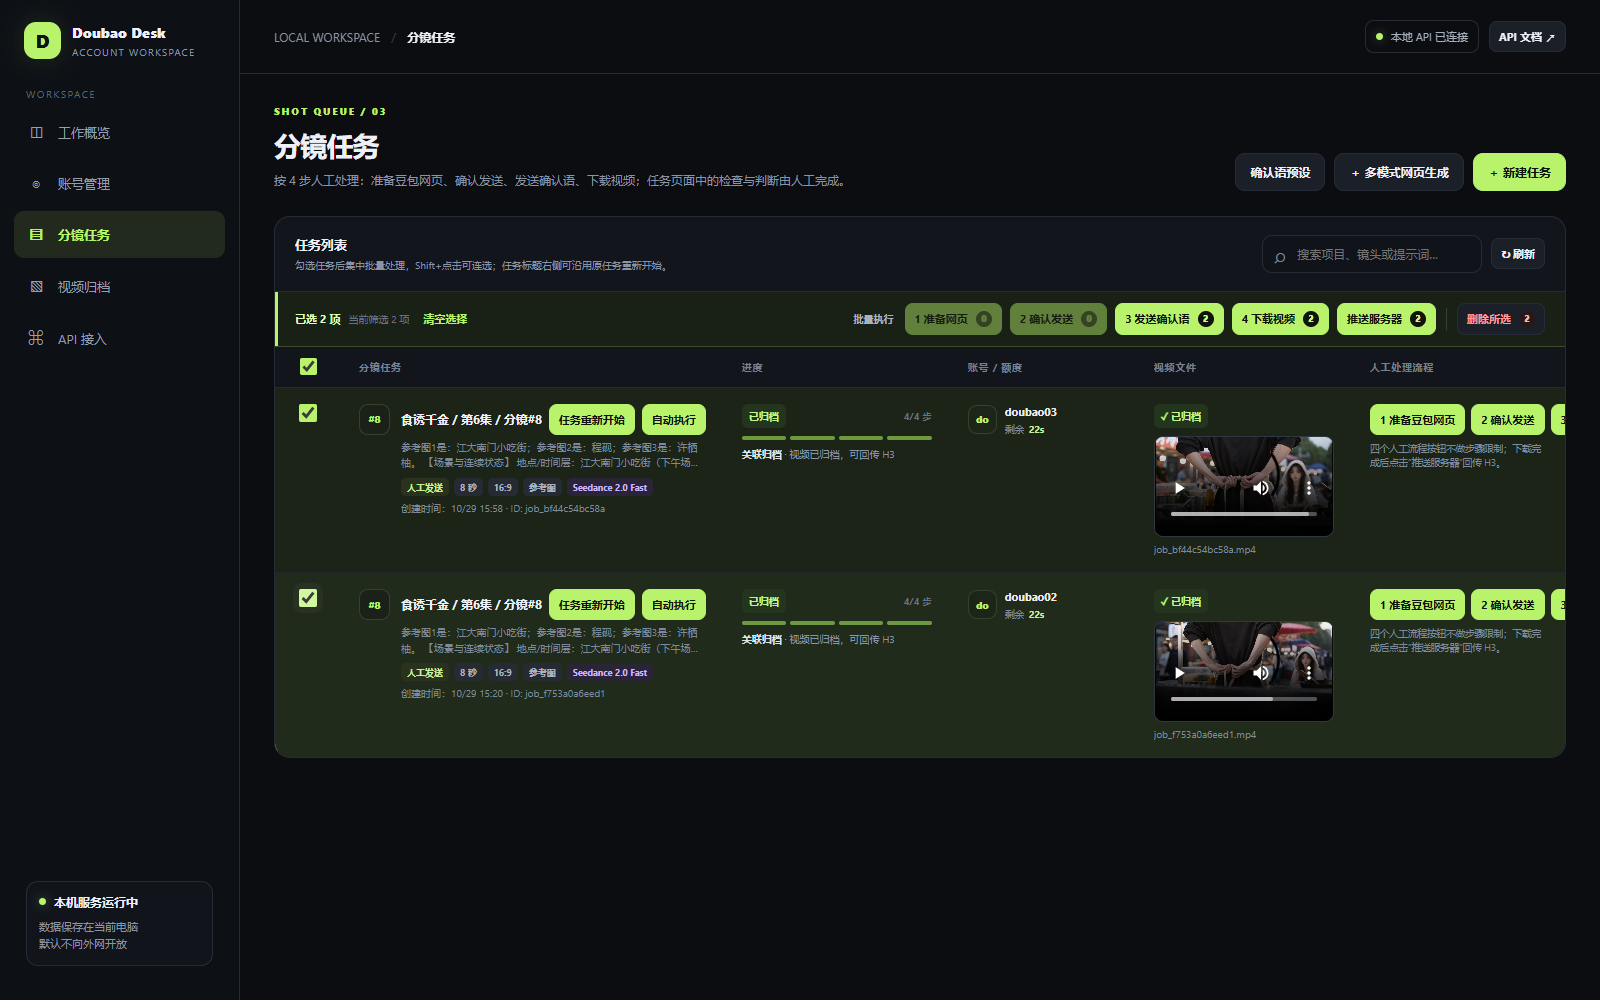 D
Doubao Desk
ACCOUNT WORKSPACE
WORKSPACE
工作概览
账号管理
分镜任务
视频归档
API 接入
本机服务运行中
数据保存在当前电脑
默认不向外网开放
LOCAL WORKSPACE / 分镜任务
本地 API 已连接
API 文档 ↗
SHOT QUEUE / 03
分镜任务
按 4 步人工处理：准备豆包网页、确认发送、发送确认语、下载视频；任务页面中的检查与判断由人工完成。
确认语预设
+ 多模式网页生成
+ 新建任务
任务列表
勾选任务后集中批量处理，Shift+点击可连选；任务标题右侧可沿用原任务重新开始。
搜索项目、镜头或提示词...
↻ 刷新
已选 2 项 当前筛选 2 项 清空选择
批量执行 1 准备网页 0 2 确认发送 0 3 发送确认语 2 4 下载视频 2 推送服务器 2 删除所选 2
分镜任务 进度 账号 / 额度 视频文件 人工处理流程
#8 食诱千金 / 第6集 / 分镜#8 任务重新开始 自动执行
参考图1是：江大南门小吃街；参考图2是：程砚；参考图3是：许栖
柚。【场景与连续状态】地点/时间层：江大南门小吃街（下午场...
人工发送 8 秒 16:9 参考图 Seedance 2.0 Fast
创建时间：10/29 15:58 · ID: job_bf44c54bc58a
已归档 4/4 步
关联归档 · 视频已归档，可回传 H3
do doubao03
剩余 22s
✓ 已归档
job_bf44c54bc58a.mp4
1 准备豆包网页 2 确认发送 3
四个人工流程按钮不做步骤限制；下载完
成后点击"推送服务器"回传 H3。
#8 食诱千金 / 第6集 / 分镜#8 任务重新开始 自动执行
参考图1是：江大南门小吃街；参考图2是：程砚；参考图3是：许栖
柚。【场景与连续状态】地点/时间层：江大南门小吃街（下午场...
人工发送 8 秒 16:9 参考图 Seedance 2.0 Fast
创建时间：10/29 15:20 · ID: job_f753a0a6eed1
已归档 4/4 步
关联归档 · 视频已归档，可回传 H3
do doubao02
剩余 22s
✓ 已归档
job_f753a0a6eed1.mp4
1 准备豆包网页 2 确认发送 3
四个人工流程按钮不做步骤限制；下载完
成后点击"推送服务器"回传 H3。